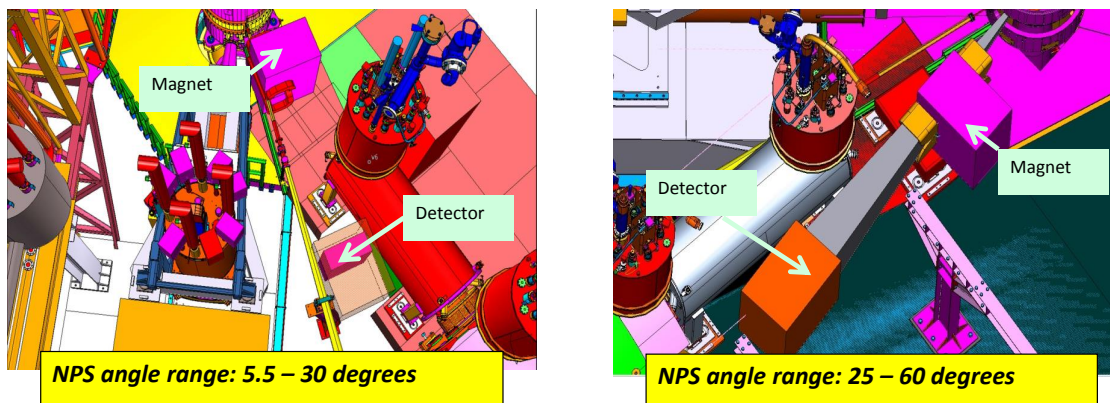 Magnet
Detector
NPS angle range: 5.5 – 30 degrees
Magnet
Detector
NPS angle range: 25 – 60 degrees